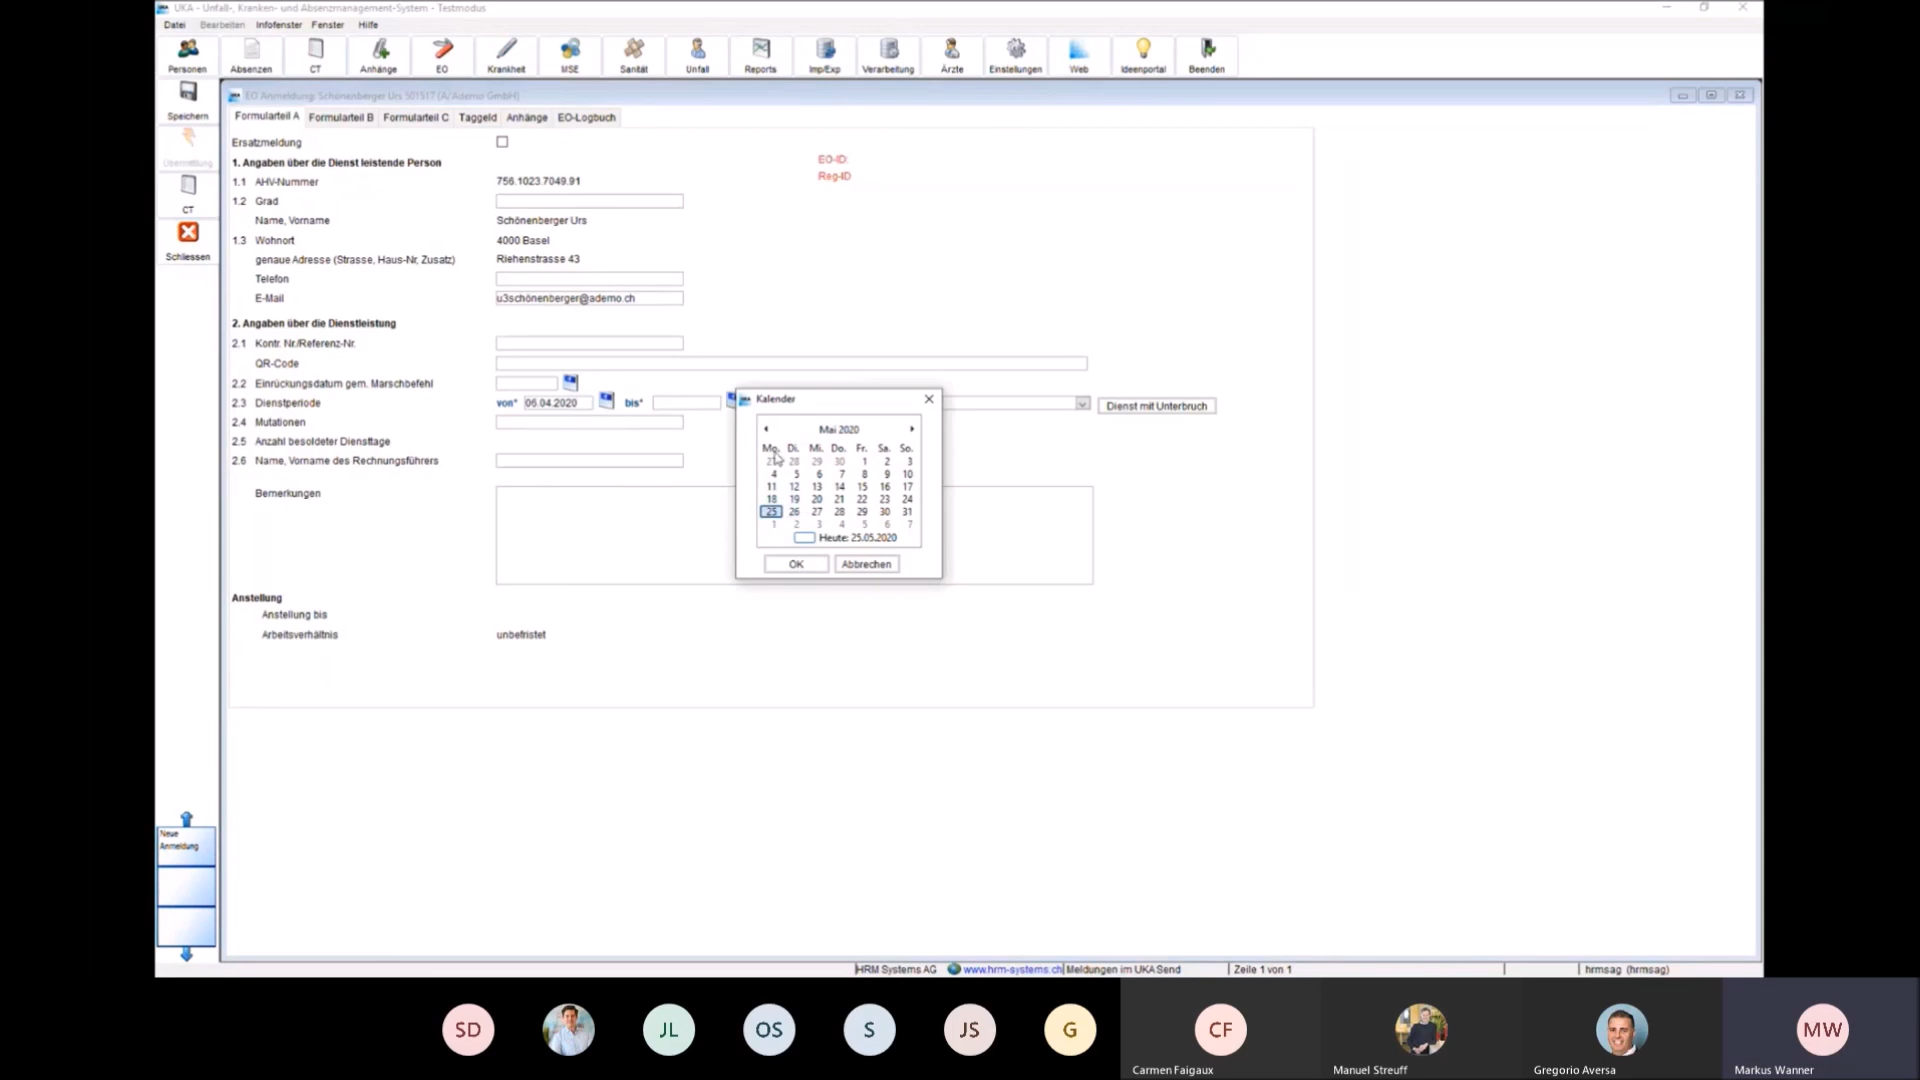 UKA - Unfall-, Kranken- und Absenzmanagement-System - Testmodus
Datei Bearbeiten Infofenster Fenster Hilfe
Personen Absenzen CT Anhänge EO Krankheit MSE Sanität Unfall Reports Imp/Exp Verarbeitung Ärzte Einstellungen Web Ideenportal Beenden
Speichern
Übermittlung
CT
Schliessen
EO Anmeldung: Schönenberger Urs 501517 (A/Ademo GmbH)
Formularteil A Formularteil B Formularteil C Taggeld Anhänge EO-Logbuch
Ersatzmeldung
1. Angaben über die Dienst leistende Person
EO-ID:
Reg-ID
1.1 AHV-Nummer 756.1023.7049.91
1.2 Grad
Name, Vorname Schönenberger Urs
1.3 Wohnort 4000 Basel
genaue Adresse (Strasse, Haus-Nr, Zusatz) Riehenstrasse 43
Telefon
E-Mail u3schönenberger@ademo.ch
2. Angaben über die Dienstleistung
2.1 Kontr. Nr./Referenz-Nr.
QR-Code
2.2 Einrückungsdatum gem. Marschbefehl
2.3 Dienstperiode von* 06.04.2020 bis* Dienst mit Unterbruch
2.4 Mutationen
2.5 Anzahl besoldeter Diensttage
2.6 Name, Vorname des Rechnungsführers
Bemerkungen
Anstellung
Anstellung bis
Arbeitsverhältnis unbefristet
Kalender
Mai 2020
Mo. Di. Mi. Do. Fr. Sa. So.
28 29 30 1 2 3
4 5 6 7 8 9 10
11 12 13 14 15 16 17
18 19 20 21 22 23 24
25 26 27 28 29 30 31
1 2 3 4 5 6 7
Heute: 25.05.2020
OK Abbrechen
Neue
Anmeldung
HRM Systems AG www.hrm-systems.ch Meldungen im UKA Send Zeile 1 von 1 hrmsag (hrmsag)
SD JL OS S JS G CF MW
Carmen Faigaux Manuel Streuff Gregorio Aversa Markus Wanner